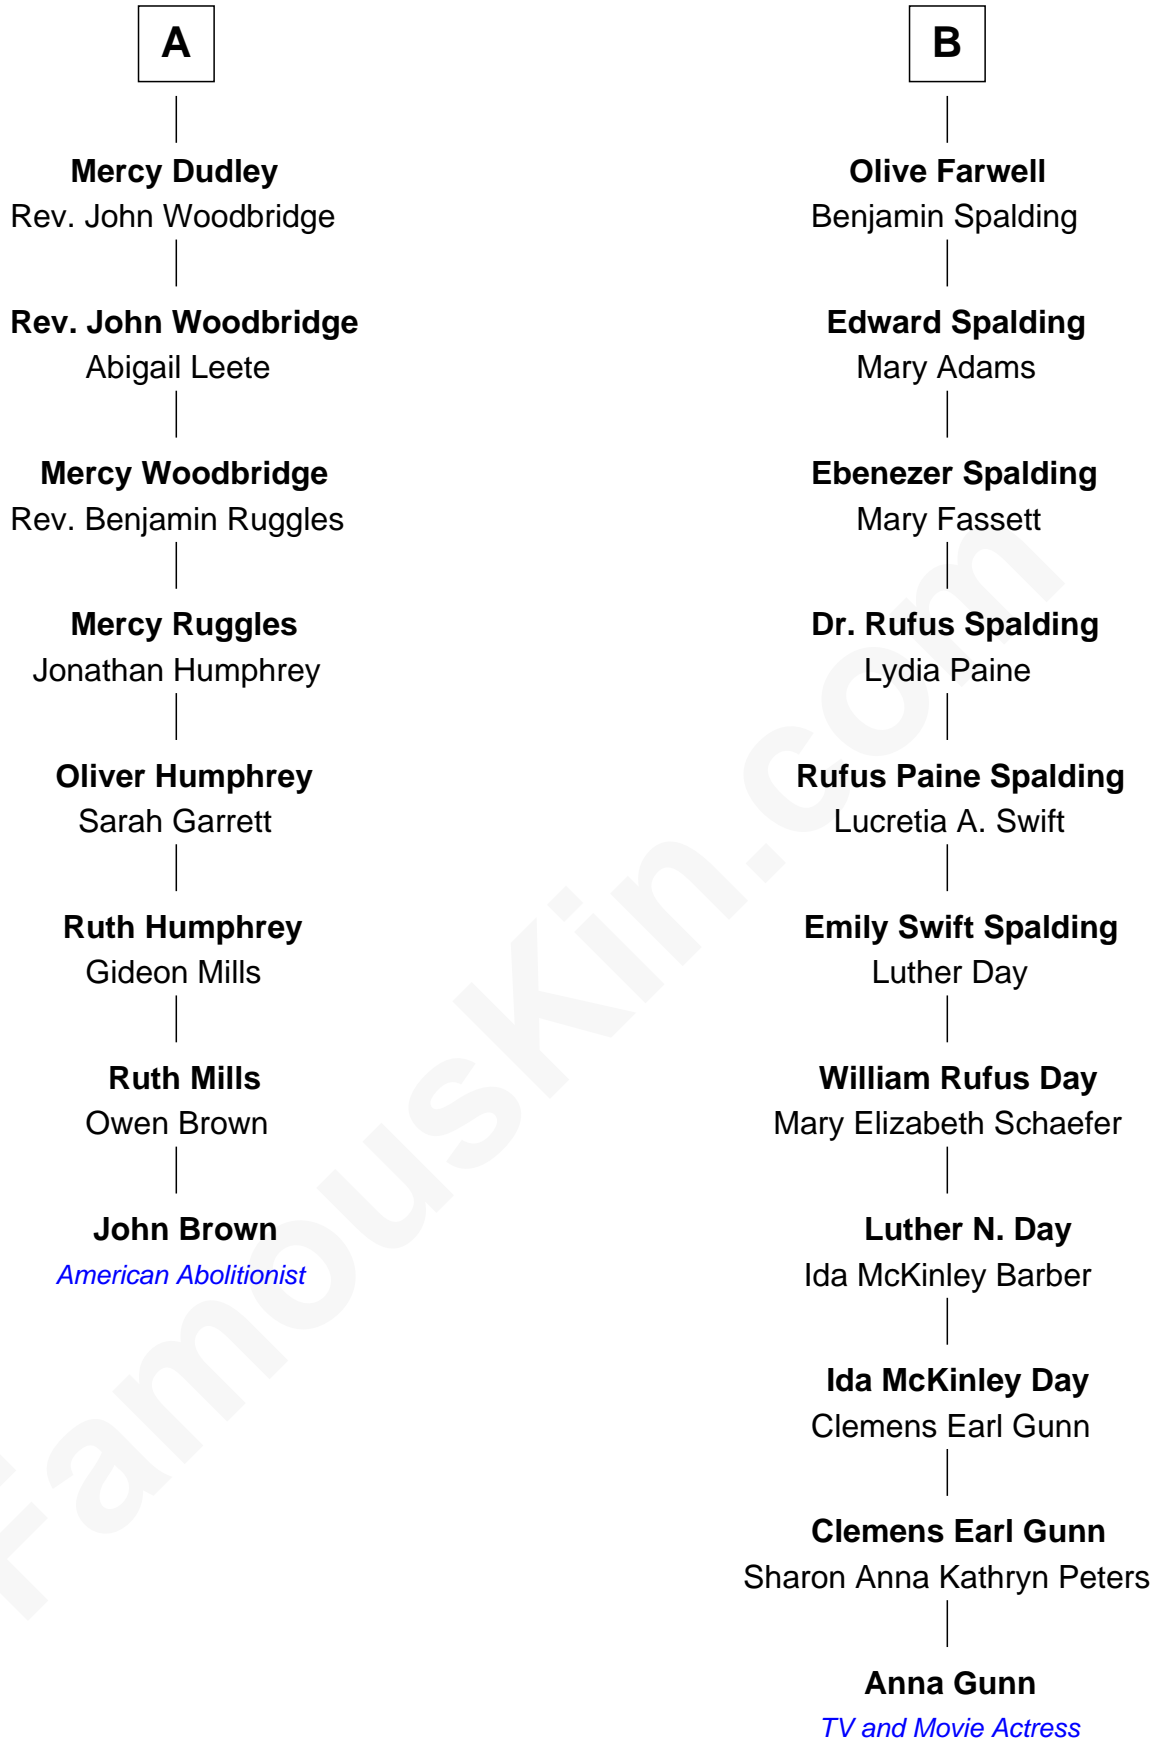 A
Mercy Dudley
Rev. John Woodbridge
Rev. John Woodbridge
Abigail Leete
Mercy Woodbridge
Rev. Benjamin Ruggles
Mercy Ruggles
Jonathan Humphrey
Oliver Humphrey
Sarah Garrett
Ruth Humphrey
Gideon Mills
Ruth Mills
Owen Brown
John Brown
American Abolitionist
B
Olive Farwell
Benjamin Spalding
Edward Spalding
Mary Adams
Ebenezer Spalding
Mary Fassett
Dr. Rufus Spalding
Lydia Paine
Rufus Paine Spalding
Lucretia A. Swift
Emily Swift Spalding
Luther Day
William Rufus Day
Mary Elizabeth Schaefer
Luther N. Day
Ida McKinley Barber
Ida McKinley Day
Clemens Earl Gunn
Clemens Earl Gunn
Sharon Anna Kathryn Peters
Anna Gunn
TV and Movie Actress
FamousKin.com